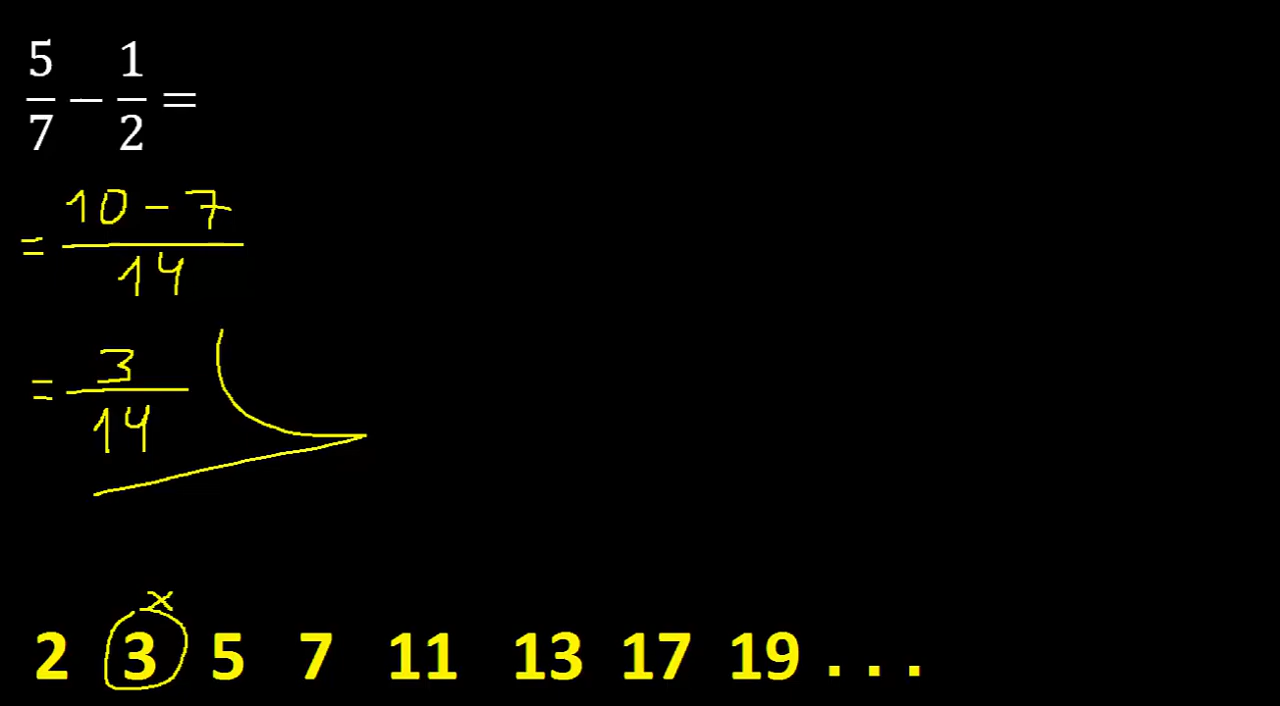 5/7 − 1/2 =
= 10 − 7 / 14
= 3 / 14
x
2 3 5 7 11 13 17 19 . . .